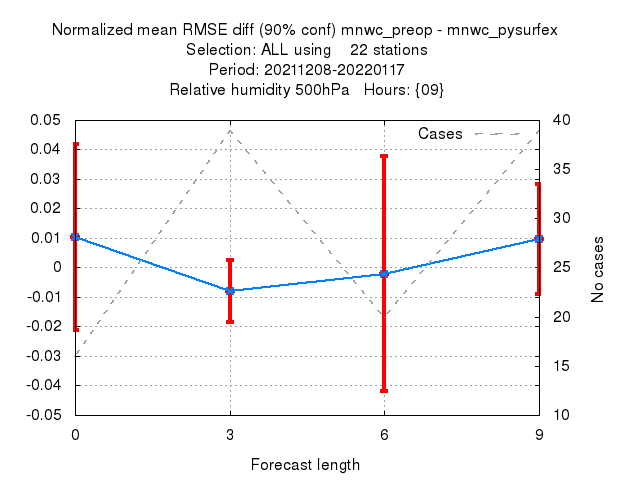 Normalized mean RMSE diff (90% conf) mnwc_preop - mnwc_pysurfex
Selection: ALL using    22 stations
Period: 20211208-20220117
Relative humidity 500hPa   Hours: {09}
Cases
0.05
0.04
0.03
0.02
0.01
0
-0.01
-0.02
-0.03
-0.04
-0.05
40
35
30
25
20
15
10
No cases
0 3 6 9
Forecast length